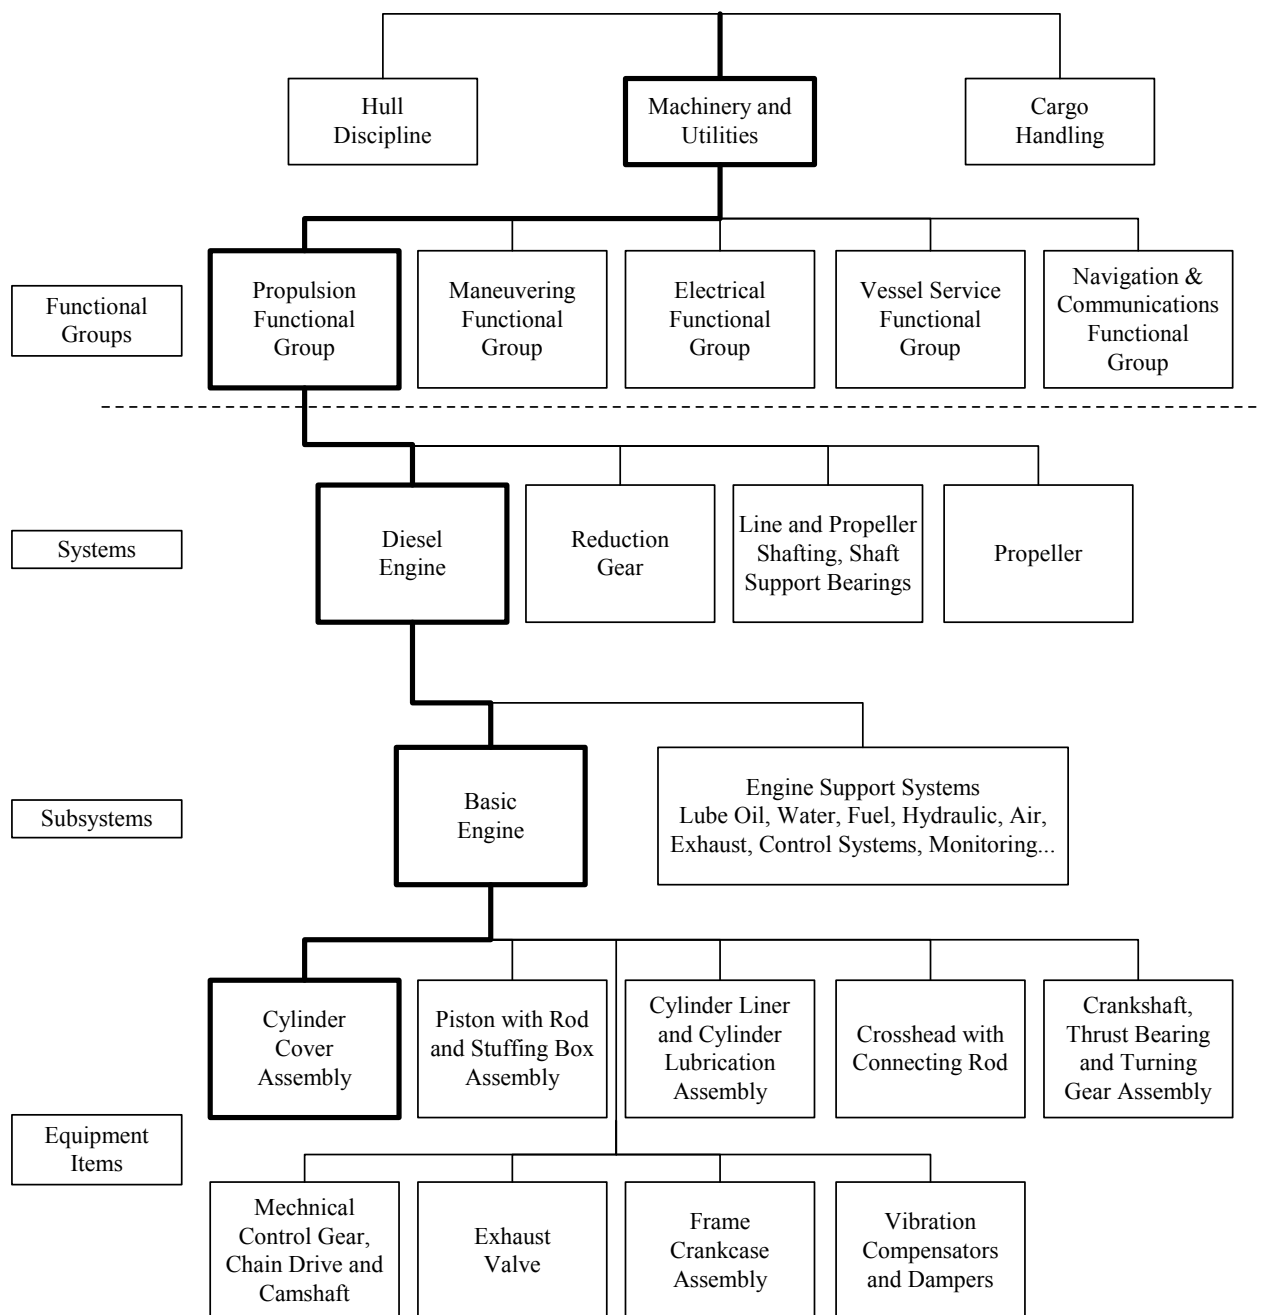 Hull
Discipline
Machinery and
Utilities
Cargo
Handling
Functional
Groups
Propulsion
Functional
Group
Maneuvering
Functional
Group
Electrical
Functional
Group
Vessel Service
Functional
Group
Navigation &
Communications
Functional
Group
Systems
Diesel
Engine
Reduction
Gear
Line and Propeller
Shafting, Shaft
Support Bearings
Propeller
Subsystems
Basic
Engine
Engine Support Systems
Lube Oil, Water, Fuel, Hydraulic, Air,
Exhaust, Control Systems, Monitoring...
Cylinder
Cover
Assembly
Piston with Rod
and Stuffing Box
Assembly
Cylinder Liner
and Cylinder
Lubrication
Assembly
Crosshead with
Connecting Rod
Crankshaft,
Thrust Bearing
and Turning
Gear Assembly
Equipment
Items
Mechnical
Control Gear,
Chain Drive and
Camshaft
Exhaust
Valve
Frame
Crankcase
Assembly
Vibration
Compensators
and Dampers